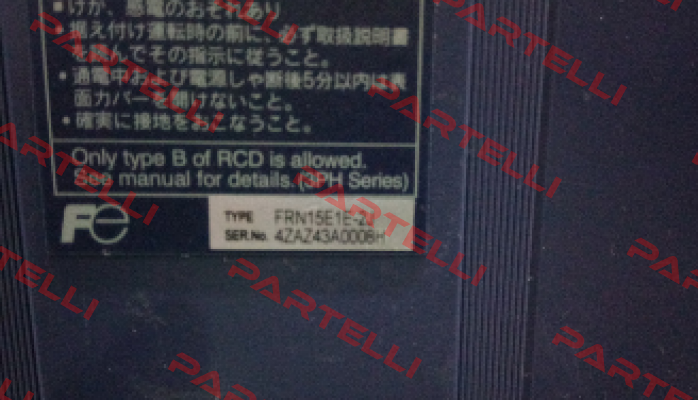 けが、感電のおそれあり
据え付け運転時の前に、必ず取扱説明書
を読んでその指示に従うこと。
通電中および電源しゃ断後5分以内は表
面カバーを開けないこと。
確実に接地をおこなうこと。
Only type B of RCD is allowed.
See manual for details. (3PH Series)
Fe
TYPE FRN15E1E-2J
SER.No. 4ZAZ43A0008H
PARTELLI